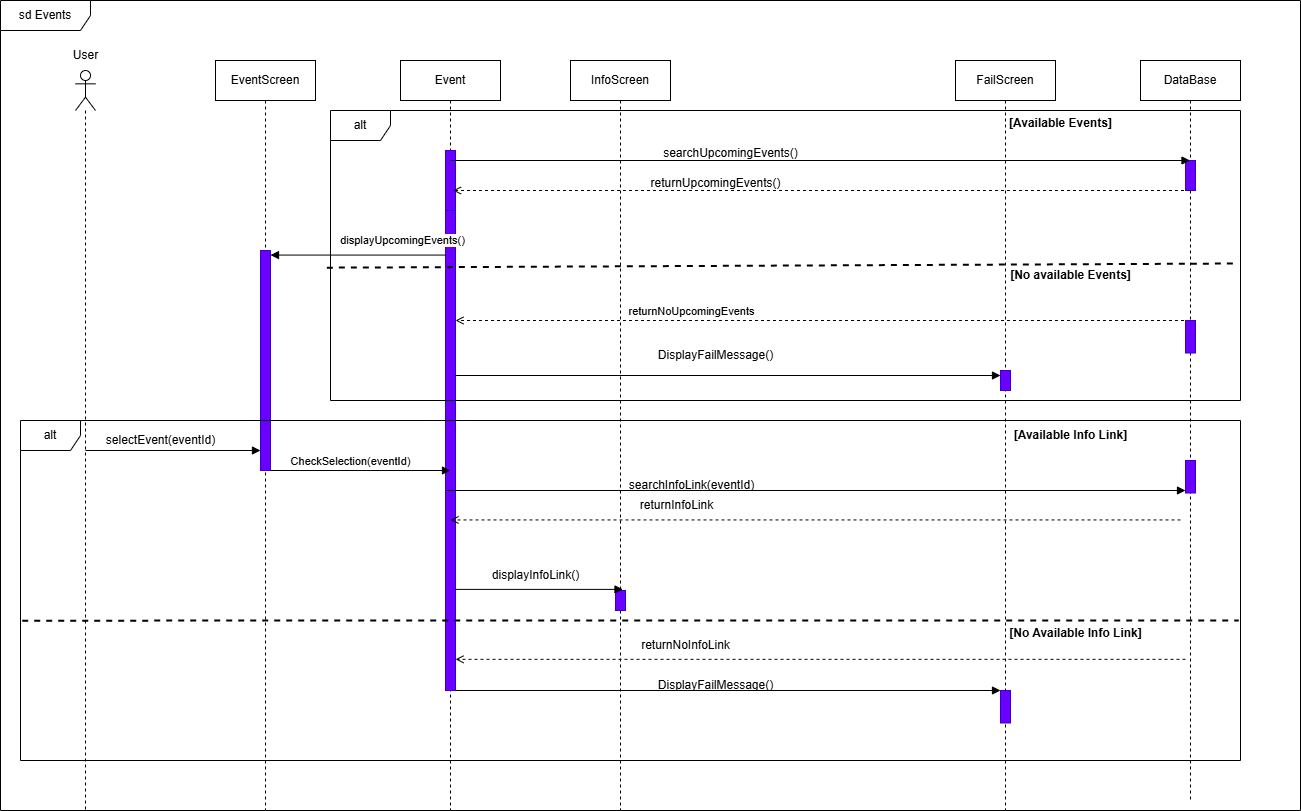 sd Events
User
EventScreen
Event
InfoScreen
FailScreen
DataBase
alt
[Available Events]
searchUpcomingEvents()
returnUpcomingEvents()
displayUpcomingEvents()
[No available Events]
returnNoUpcomingEvents
DisplayFailMessage()
alt
[Available Info Link]
selectEvent(eventId)
CheckSelection(eventId)
searchInfoLink(eventId)
returnInfoLink
displayInfoLink()
[No Available Info Link]
returnNoInfoLink
DisplayFailMessage()